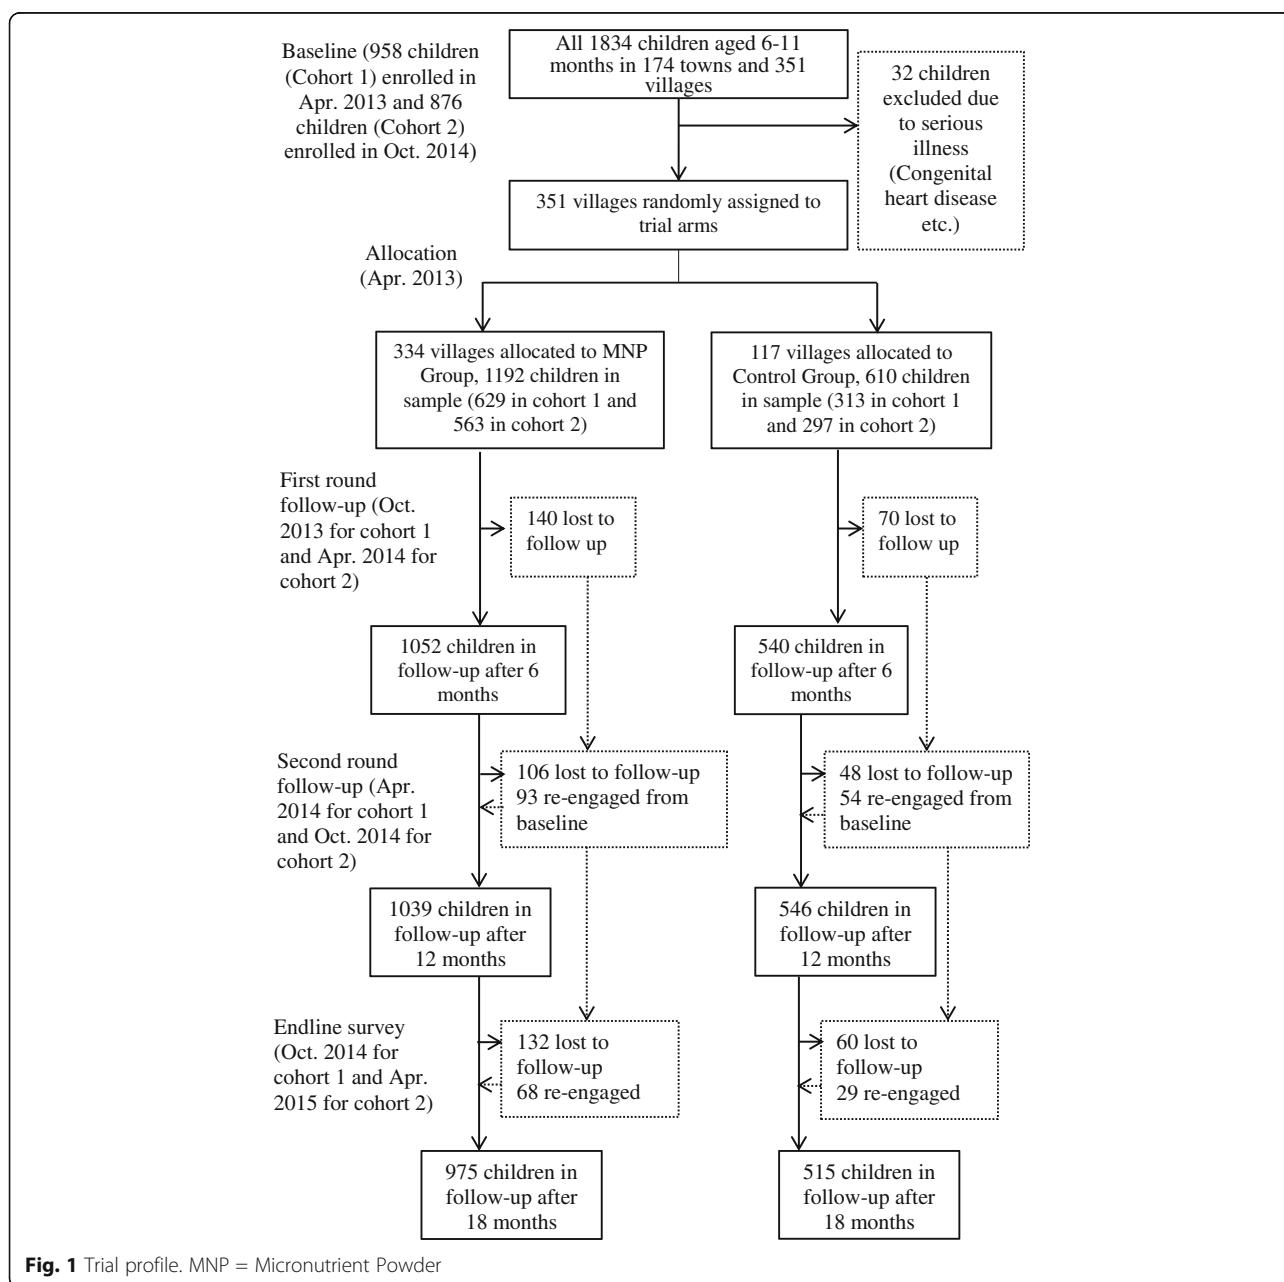 Baseline (958 children
(Cohort 1) enrolled in
Apr. 2013 and 876
children (Cohort 2)
enrolled in Oct. 2014)
All 1834 children aged 6-11
months in 174 towns and 351
villages
32 children
excluded due
to serious
illness
(Congenital
heart disease
etc.)
351 villages randomly assigned to
trial arms
Allocation
(Apr. 2013)
334 villages allocated to MNP
Group, 1192 children in
sample (629 in cohort 1 and
563 in cohort 2)
117 villages allocated to
Control Group, 610 children
in sample (313 in cohort 1
and 297 in cohort 2)
First round
follow-up (Oct.
2013 for cohort 1
and Apr. 2014 for
cohort 2)
140 lost to
follow up
70 lost to
follow up
1052 children in
follow-up after 6
months
540 children in
follow-up after 6
months
Second round
follow-up (Apr.
2014 for cohort 1
and Oct. 2014 for
cohort 2)
106 lost to follow-up
93 re-engaged from
baseline
48 lost to follow-up
54 re-engaged from
baseline
1039 children in
follow-up after
12 months
546 children in
follow-up after
12 months
Endline survey
(Oct. 2014 for
cohort 1 and Apr.
2015 for cohort 2)
132 lost to
follow-up
68 re-engaged
60 lost to
follow-up
29 re-engaged
975 children in
follow-up after
18 months
515 children in
follow-up after
18 months
Fig. 1 Trial profile. MNP = Micronutrient Powder